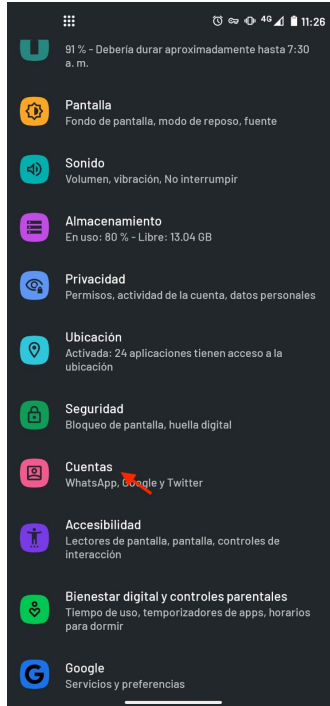 4G 11:26
91 % - Debería durar aproximadamente hasta 7:30
a. m.
Pantalla
Fondo de pantalla, modo de reposo, fuente
Sonido
Volumen, vibración, No interrumpir
Almacenamiento
En uso: 80 % - Libre: 13.04 GB
Privacidad
Permisos, actividad de la cuenta, datos personales
Ubicación
Activada: 24 aplicaciones tienen acceso a la
ubicación
Seguridad
Bloqueo de pantalla, huella digital
Cuentas
WhatsApp, Google y Twitter
Accesibilidad
Lectores de pantalla, pantalla, controles de
interacción
Bienestar digital y controles parentales
Tiempo de uso, temporizadores de apps, horarios
para dormir
G Google
Servicios y preferencias